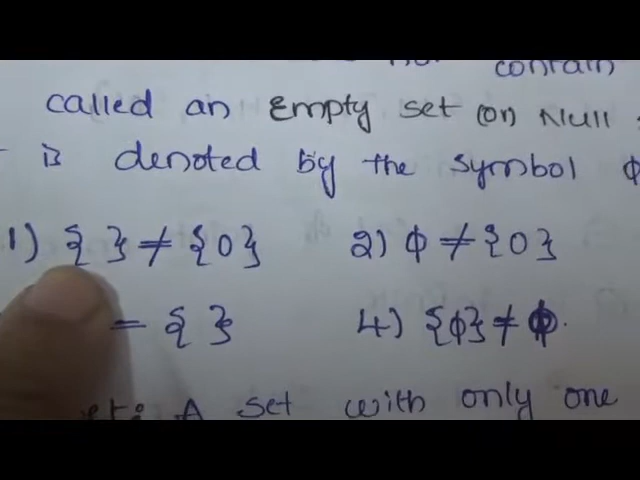 contain
called an Empty set (or) Null
is denoted by the symbol ϕ
1) { } ≠ {0} 2) ϕ ≠ {0}
= { } 4) {ϕ} ≠ ϕ.
A set with only one